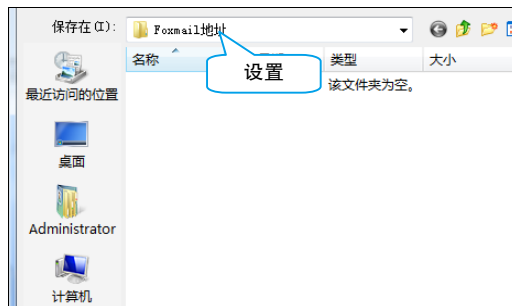 保存在(I):
Foxmail地址
名称
类型
大小
设置
该文件夹为空。
最近访问的位置
桌面
Administrator
计算机